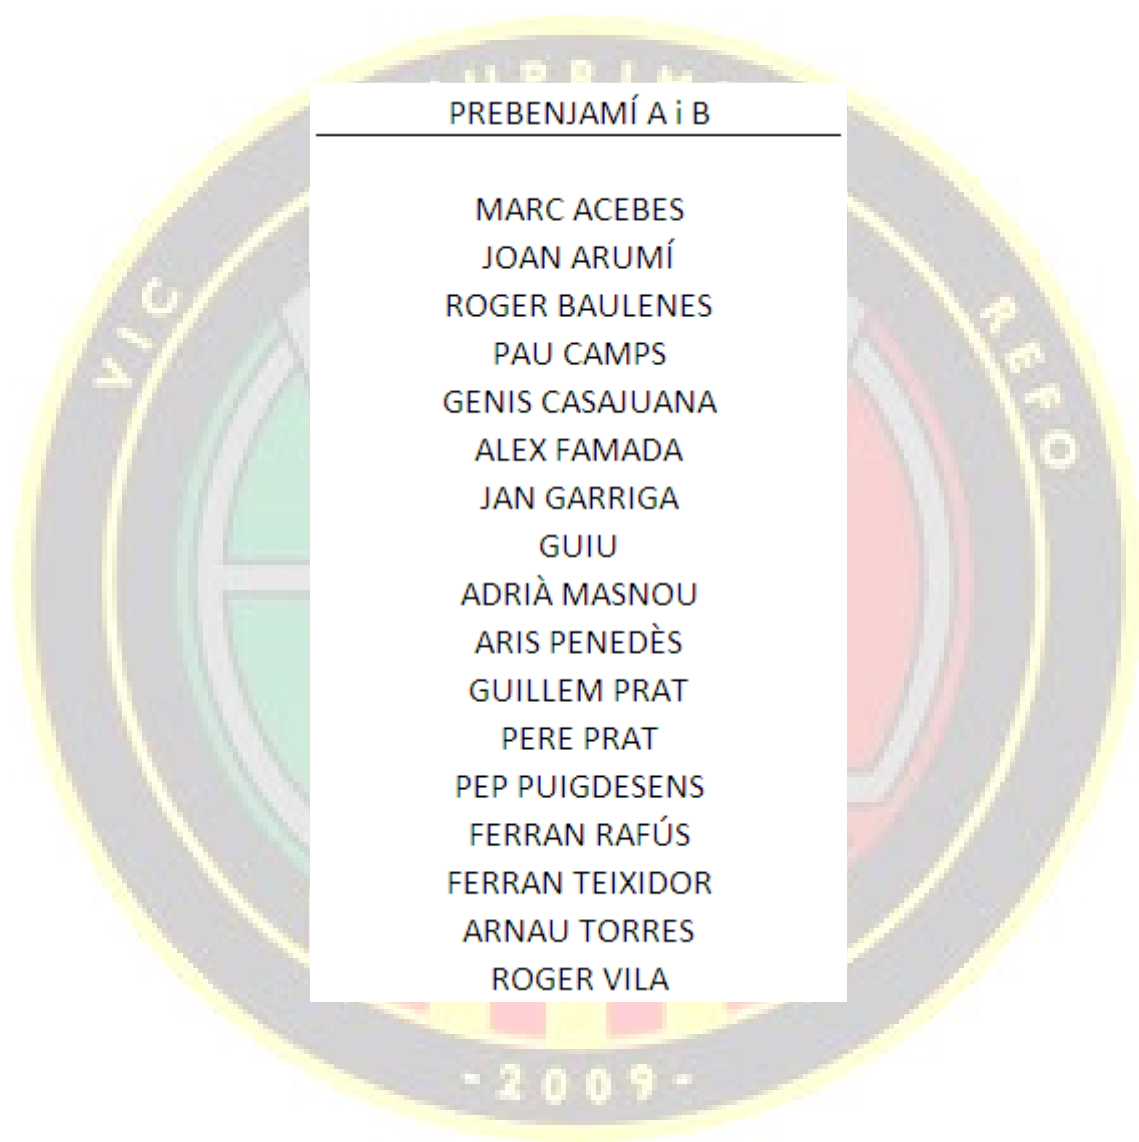 PREBENJAMÍ A i B
MARC ACEBES
JOAN ARUMÍ
ROGER BAULENES
PAU CAMPS
GENIS CASAJUANA
ALEX FAMADA
JAN GARRIGA
GUIU
ADRIÀ MASNOU
ARIS PENEDÈS
GUILLEM PRAT
PERE PRAT
PEP PUIGDESENS
FERRAN RAFÚS
FERRAN TEIXIDOR
ARNAU TORRES
ROGER VILA
VIC
REFO
-2009-